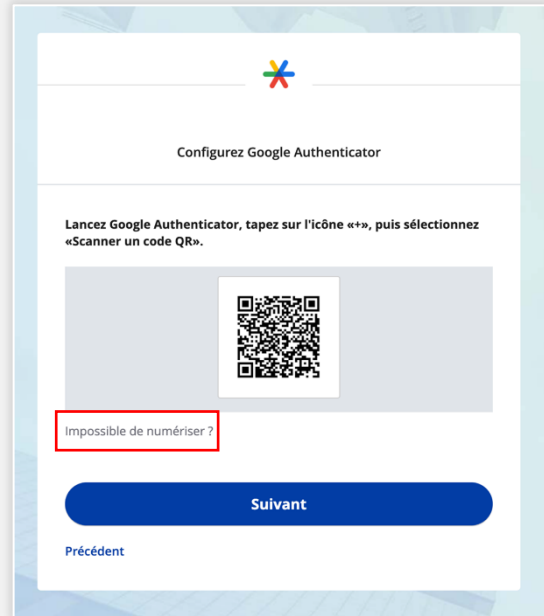 Configurez Google Authenticator
Lancez Google Authenticator, tapez sur l'icône «+», puis sélectionnez
«Scanner un code QR».
Impossible de numériser ?
Suivant
Précédent